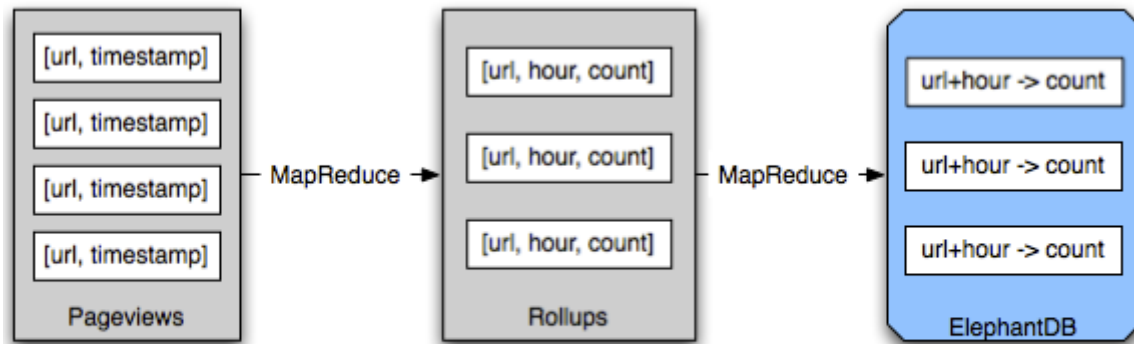 [url, timestamp]
[url, timestamp]
[url, timestamp]
[url, timestamp]
Pageviews
MapReduce
[url, hour, count]
[url, hour, count]
[url, hour, count]
Rollups
MapReduce
url+hour -> count
url+hour -> count
url+hour -> count
ElephantDB